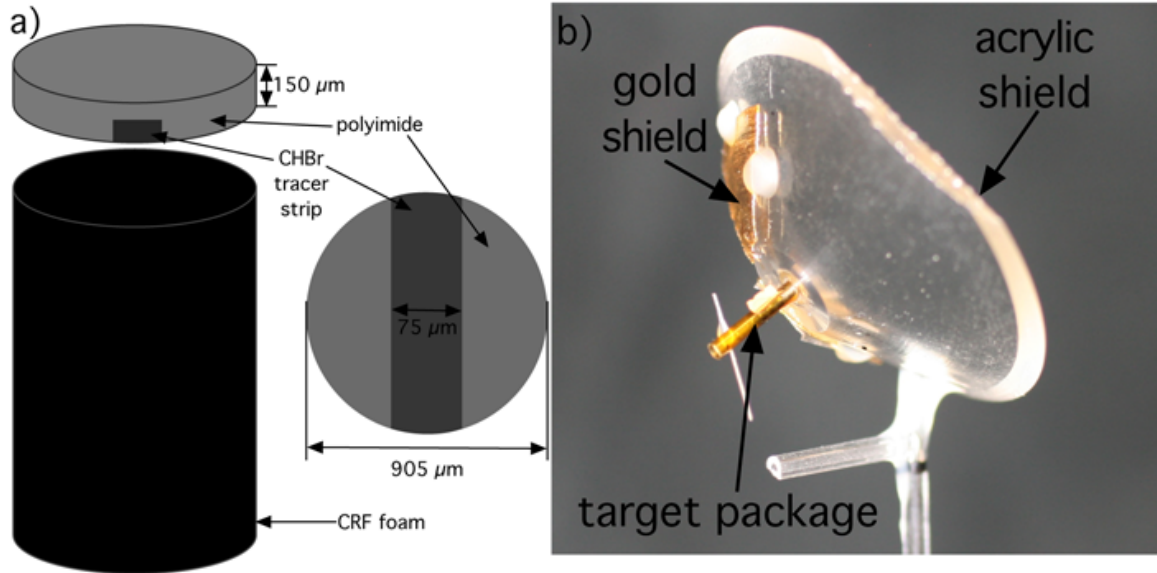 a)
150 µm
polyimide
CHBr
tracer
strip
75 µm
905 µm
CRF foam
b)
gold
shield
acrylic
shield
target package